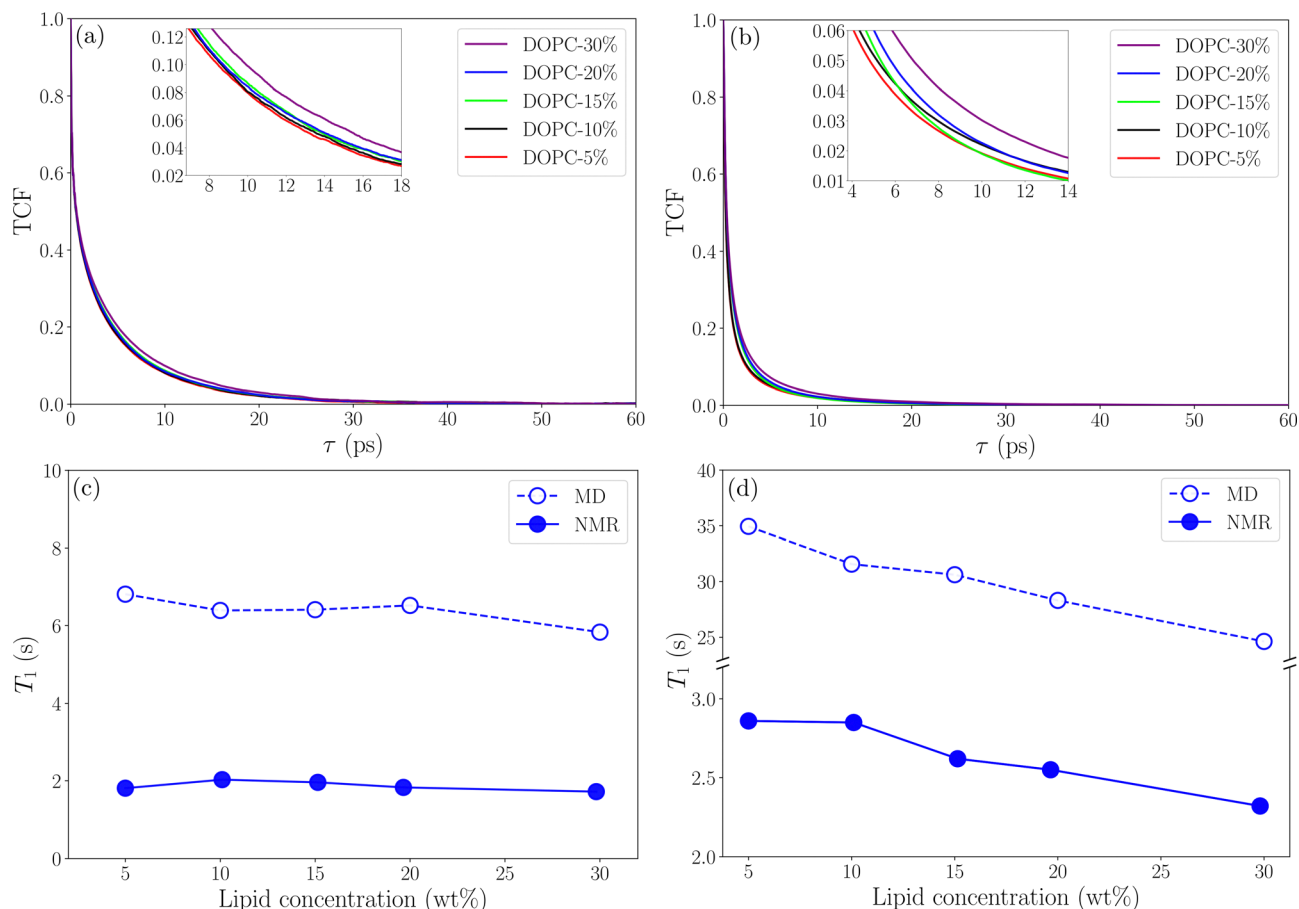 (a)
TCF
1.0
0.8
0.6
0.4
0.2
0.0
0 10 20 30 40 50 60
τ (ps)
0.12
0.10
0.08
0.06
0.04
0.02
8 10 12 14 16 18
DOPC-30%
DOPC-20%
DOPC-15%
DOPC-10%
DOPC-5%
(b)
TCF
1.0
0.8
0.6
0.4
0.2
0.0
0 10 20 30 40 50 60
τ (ps)
0.06
0.05
0.04
0.03
0.02
0.01
4 6 8 10 12 14
DOPC-30%
DOPC-20%
DOPC-15%
DOPC-10%
DOPC-5%
(c)
T₁ (s)
10
8
6
4
2
0
5 10 15 20 25 30
Lipid concentration (wt%)
MD
NMR
(d)
T₁ (s)
40
35
30
25
3.0
2.5
2.0
5 10 15 20 25 30
Lipid concentration (wt%)
MD
NMR